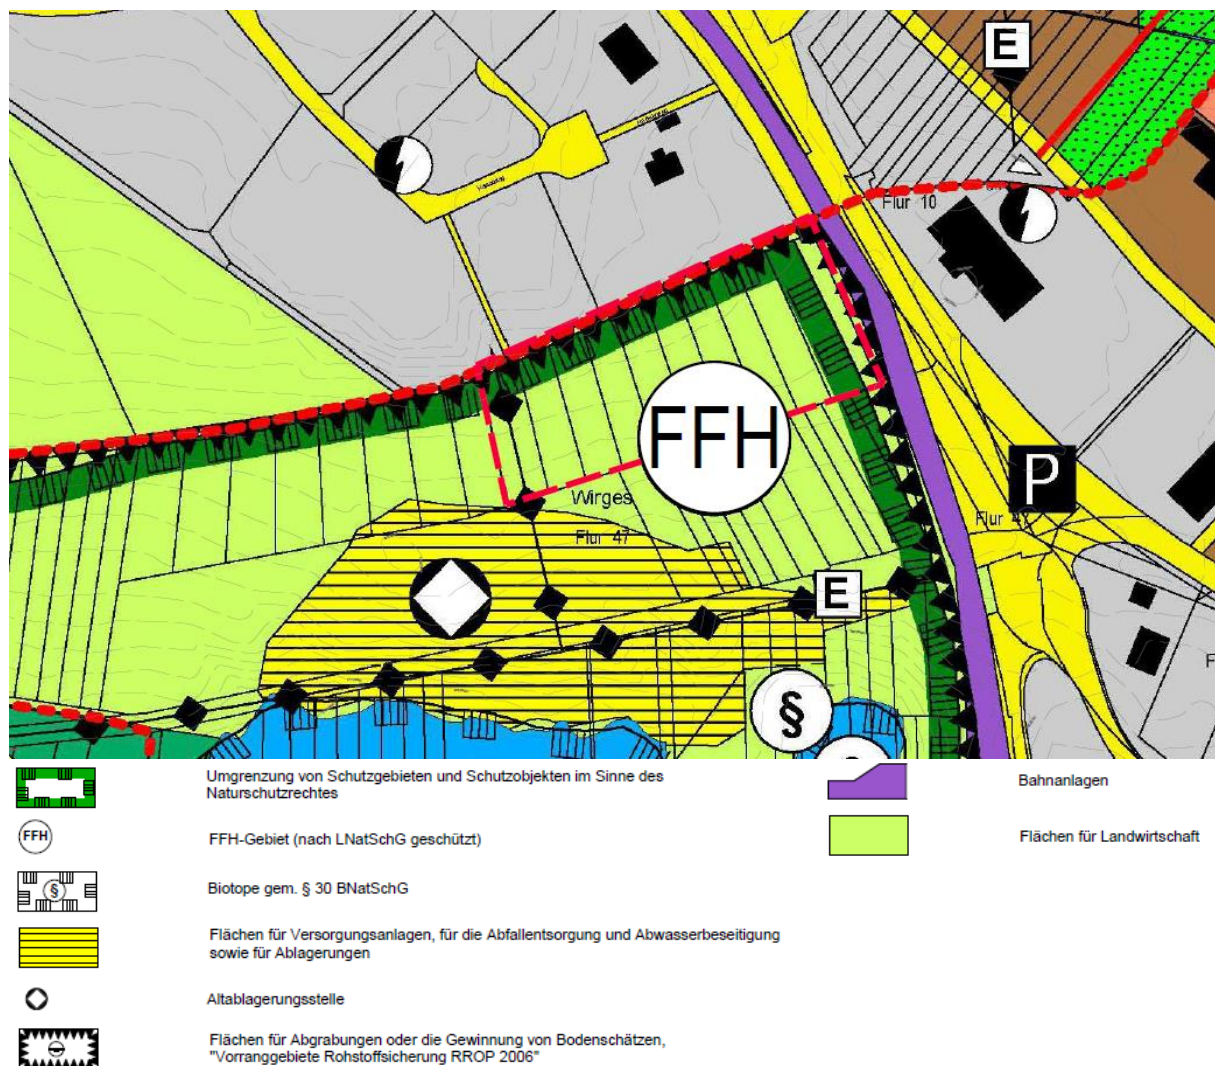 E
Flur 10
FFH
P
Wirges
Flur 47
E
§
Umgrenzung von Schutzgebieten und Schutzobjekten im Sinne des
Naturschutzrechtes
Bahnanlagen
FFH
FFH-Gebiet (nach LNatSchG geschützt)
Flächen für Landwirtschaft
§
Biotope gem. § 30 BNatSchG
Flächen für Versorgungsanlagen, für die Abfallentsorgung und Abwasserbeseitigung
sowie für Ablagerungen
Altablagerungsstelle
Flächen für Abgrabungen oder die Gewinnung von Bodenschätzen,
"Vorranggebiete Rohstoffsicherung RROP 2006"